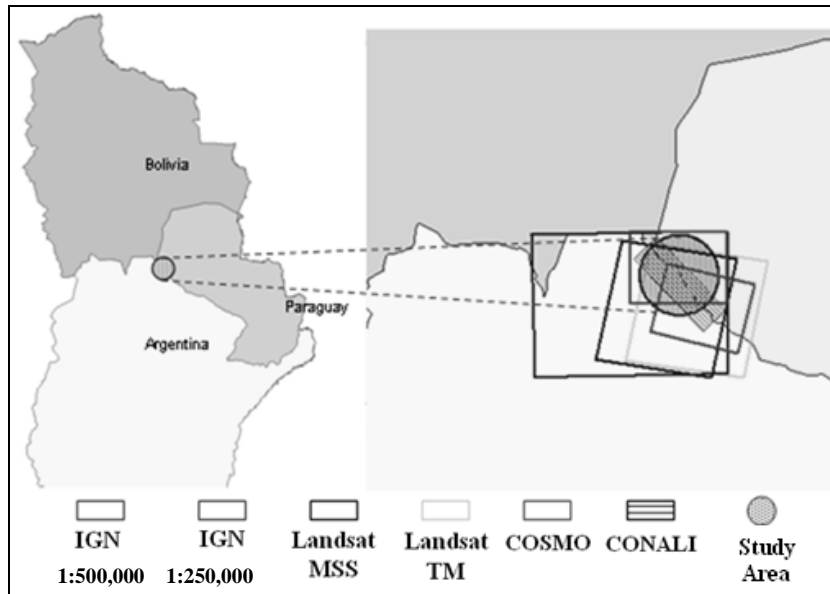 Bolivia
Paraguay
Argentina
IGN IGN Landsat Landsat COSMO CONALI Study
1:500,000 1:250,000 MSS TM Area